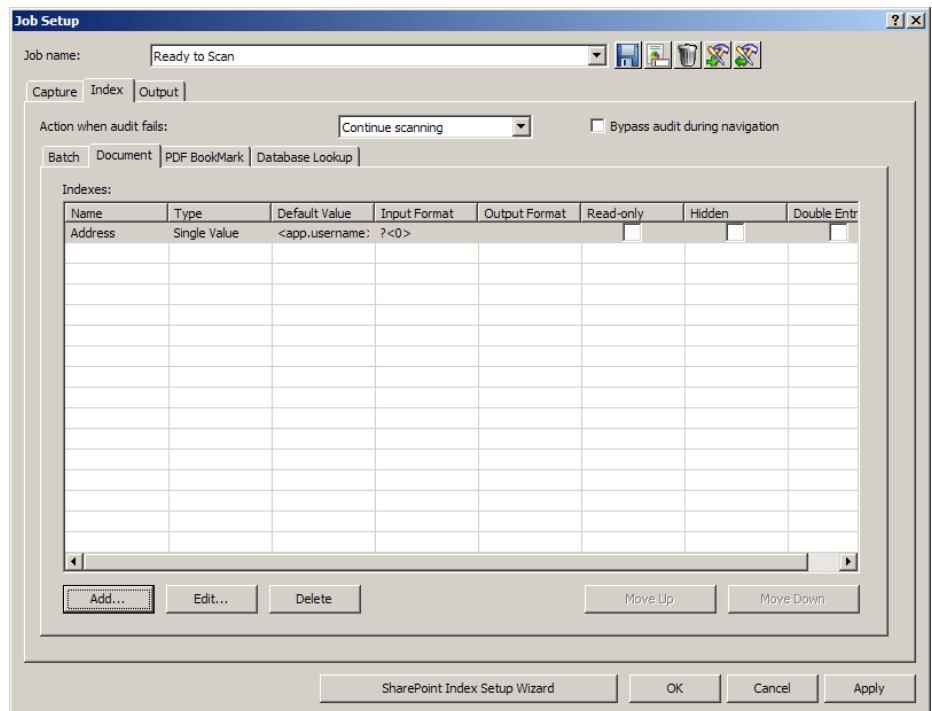 Job Setup
Job name: Ready to Scan
Capture Index Output
Action when audit fails: Continue scanning Bypass audit during navigation
Batch Document PDF BookMark Database Lookup
Indexes:
Name Type Default Value Input Format Output Format Read-only Hidden Double Entr
Address Single Value <app.username: ?<0>
Add... Edit... Delete Move Up Move Down
SharePoint Index Setup Wizard OK Cancel Apply